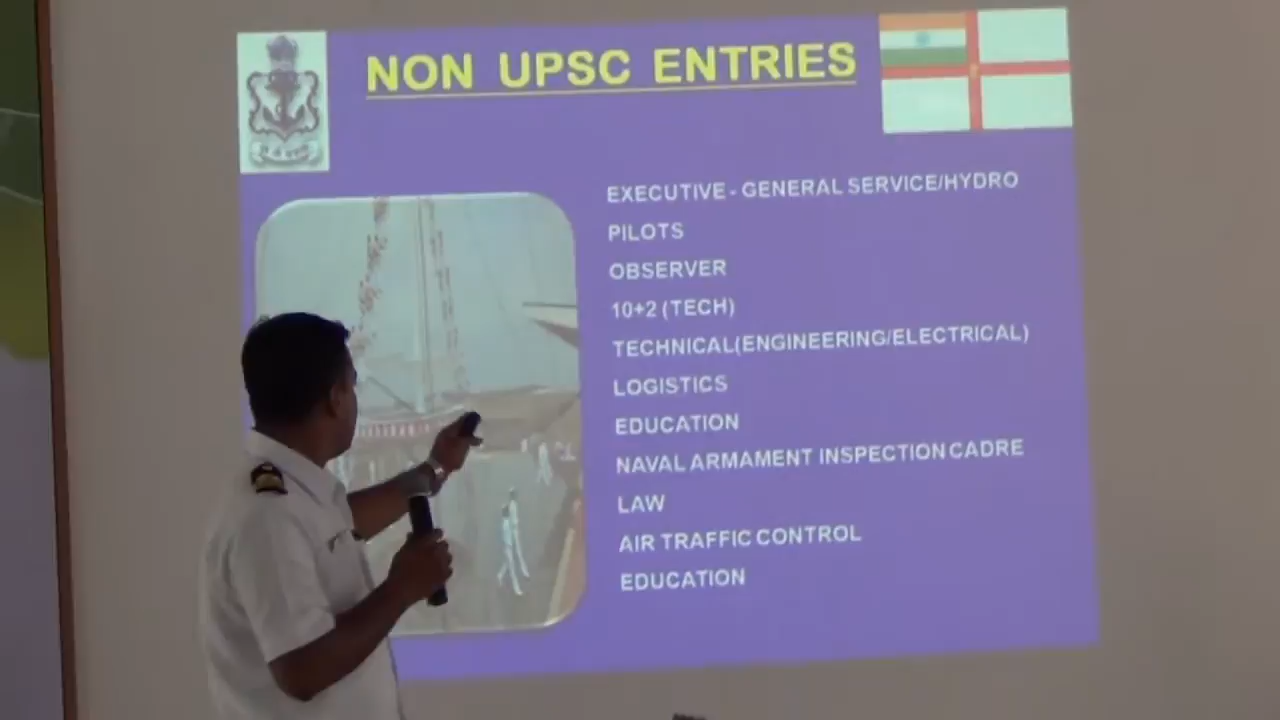 NON UPSC ENTRIES
EXECUTIVE - GENERAL SERVICE/HYDRO
PILOTS
OBSERVER
10+2 (TECH)
TECHNICAL(ENGINEERING/ELECTRICAL)
LOGISTICS
EDUCATION
NAVAL ARMAMENT INSPECTION CADRE
LAW
AIR TRAFFIC CONTROL
EDUCATION